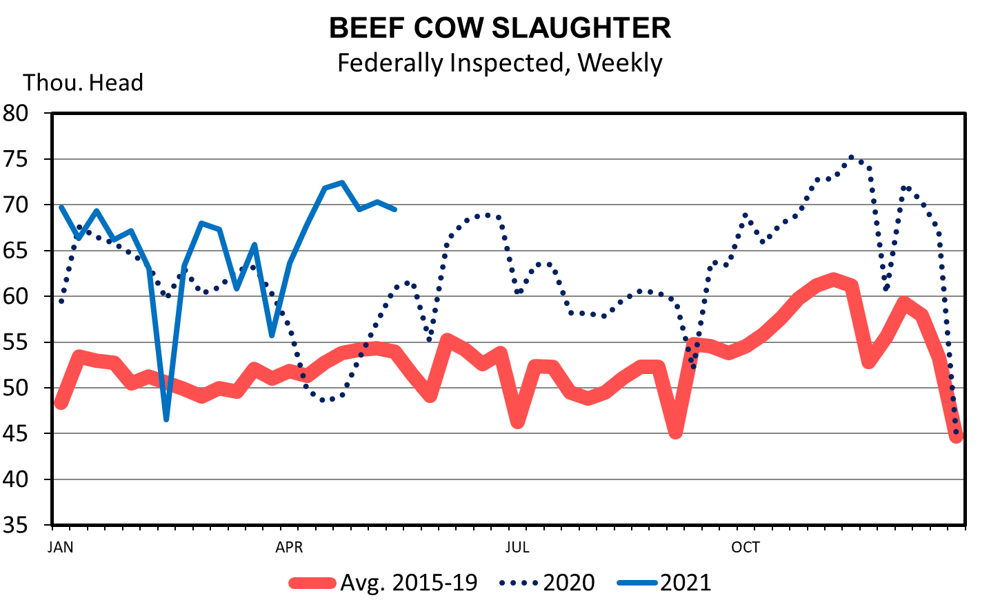 BEEF COW SLAUGHTER
Federally Inspected, Weekly
Thou. Head
80
75
70
65
60
55
50
45
40
35
JAN APR JUL OCT
Avg. 2015-19 2020 2021